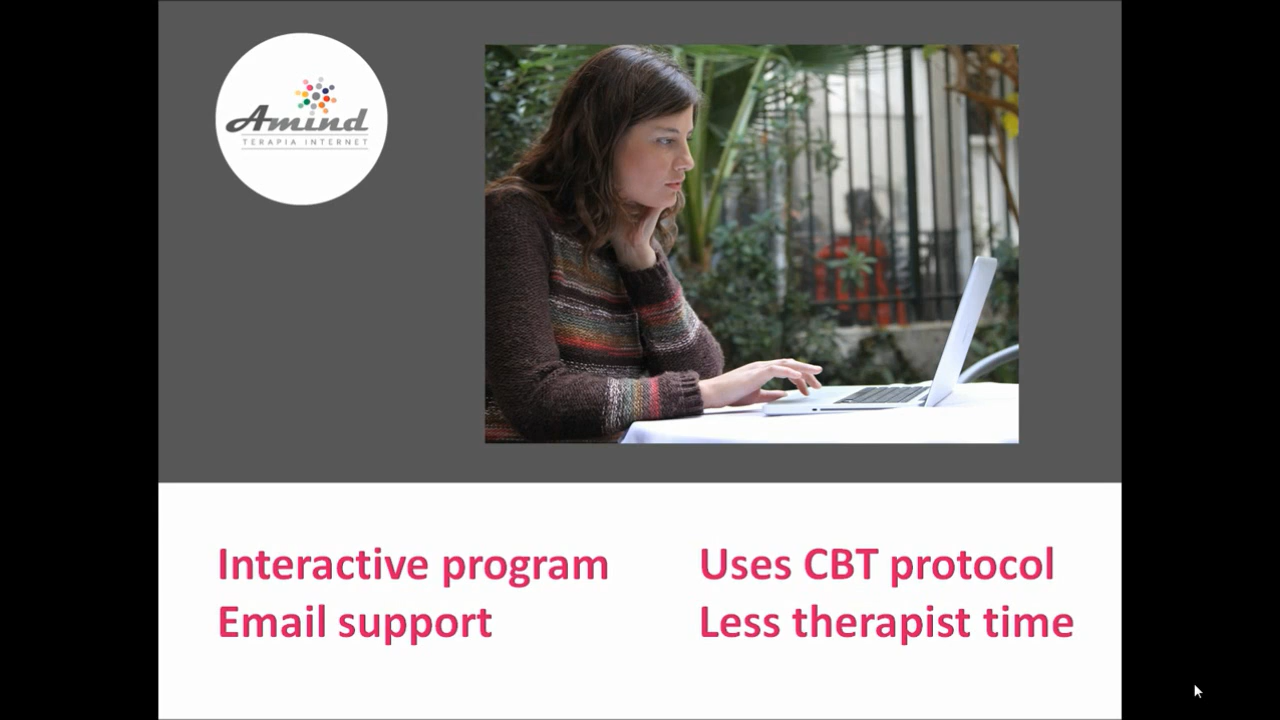 Amind
TERAPIA INTERNET
Interactive program
Email support
Uses CBT protocol
Less therapist time